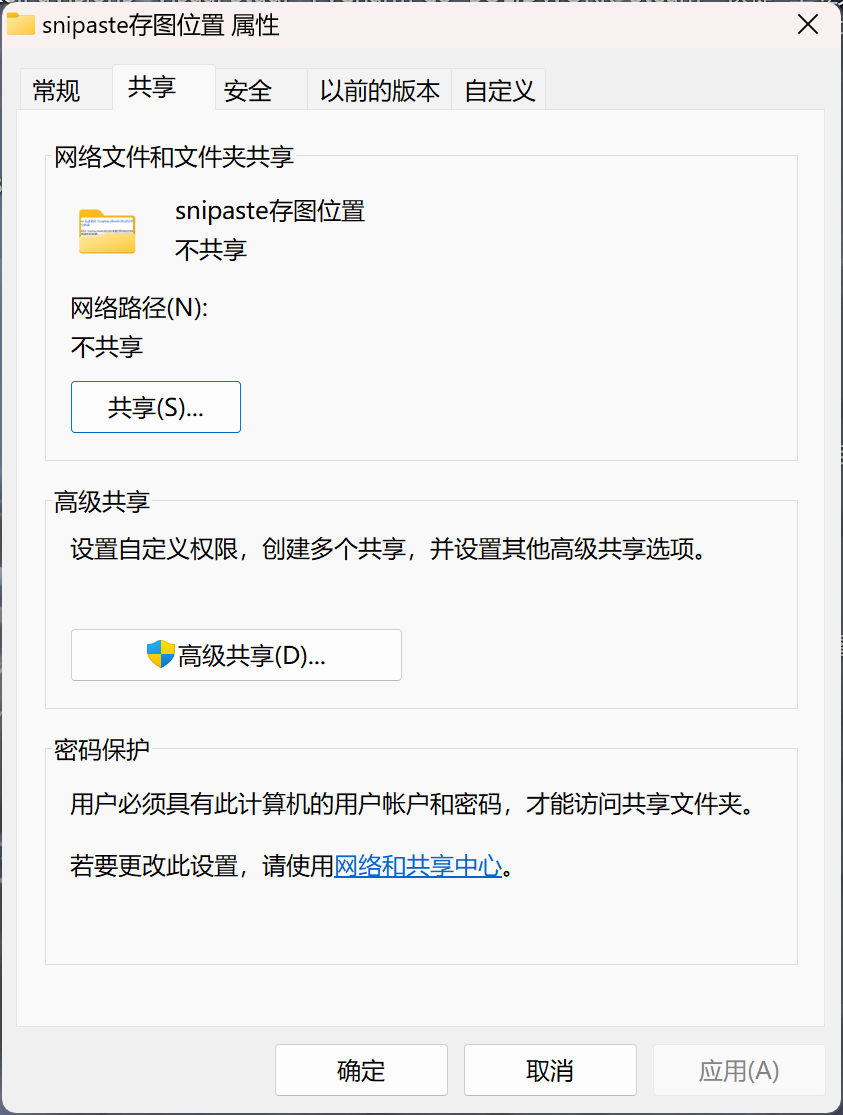 snipaste存图位置 属性
常规 共享 安全 以前的版本 自定义
网络文件和文件夹共享
snipaste存图位置
不共享
网络路径(N):
不共享
共享(S)...
高级共享
设置自定义权限，创建多个共享，并设置其他高级共享选项。
高级共享(D)...
密码保护
用户必须具有此计算机的用户帐户和密码，才能访问共享文件夹。
若要更改此设置，请使用网络和共享中心。
确定 取消 应用(A)